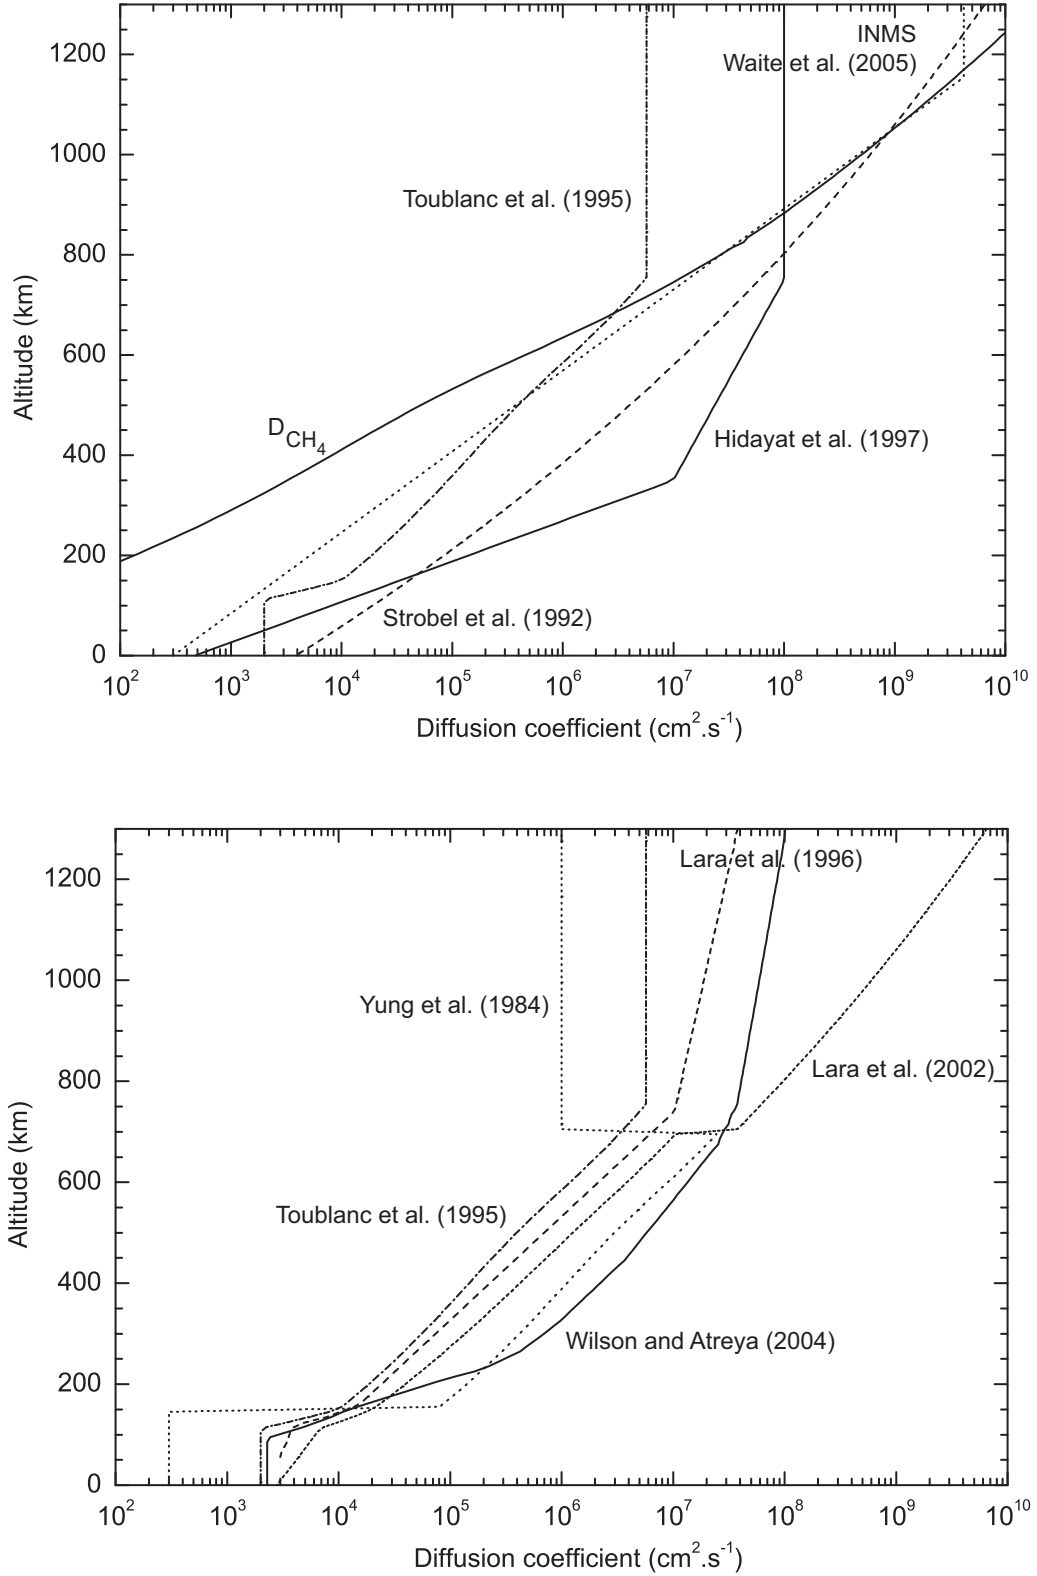 INMS
1200
Waite et al. (2005)
1000
Toublanc et al. (1995)
800
Altitude (km)
600
D_CH4
Hidayat et al. (1997)
400
200
Strobel et al. (1992)
0
10^2 10^3 10^4 10^5 10^6 10^7 10^8 10^9 10^10
Diffusion coefficient (cm^2.s^-1)
Lara et al. (1996)
1200
1000
Yung et al. (1984)
Lara et al. (2002)
800
Altitude (km)
600
Toublanc et al. (1995)
400
Wilson and Atreya (2004)
200
0
10^2 10^3 10^4 10^5 10^6 10^7 10^8 10^9 10^10
Diffusion coefficient (cm^2.s^-1)